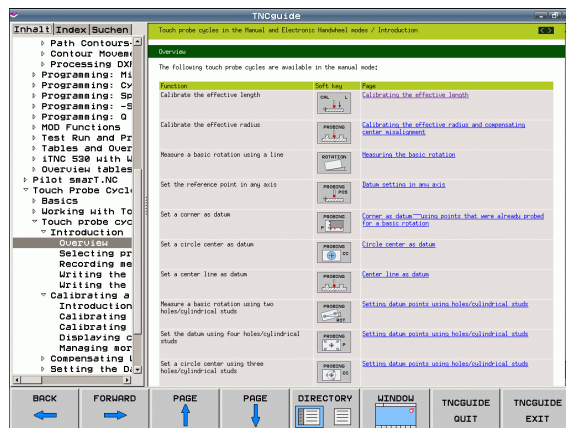 TNCguide
Inhalt Index Suchen
Path Contours-
Contour Moveme
Processing DXF
Programming: Mi
Programming: Cy
Programming: Sp
Programming: -S
Programming: Q
MOD Functions
Test Run and Pr
Tables and Over
iTNC 530 with W
Overview tables
Pilot smarT.NC
Touch Probe Cycl
Basics
Working with To
Touch probe cyc
Introduction
Overview
Selecting pr
Recording me
Writing the
Writing the
Calibrating a
Introduction
Calibrating
Calibrating
Displaying c
Managing mor
Compensating W
Setting the Da
Touch probe cycles in the Manual and Electronic Handwheel modes / Introduction
Overview
The following touch probe cycles are available in the manual mode:
Function Soft key Page
Calibrate the effective length CAL L Calibrating the effective length
Calibrate the effective radius PROBING Calibrating the effective radius and compensating
center misalignment
Measure a basic rotation using a line ROTATION Measuring the basic rotation
Set the reference point in any axis PROBING POS Datum setting in any axis
Set a corner as datum PROBING P Corner as datum—using points that were already probed
for a basic rotation
Set a circle center as datum PROBING CC Circle center as datum
Set a center line as datum PROBING Center line as datum
Measure a basic rotation using two
holes/cylindrical studs PROBING ROT Setting datum points using holes/cylindrical studs
Set the datum using four holes/cylindrical
studs PROBING P Setting datum points using holes/cylindrical studs
Set a circle center using three
holes/cylindrical studs PROBING CC Setting datum points using holes/cylindrical studs
BACK FORWARD PAGE PAGE DIRECTORY WINDOW TNCGUIDE QUIT TNCGUIDE EXIT